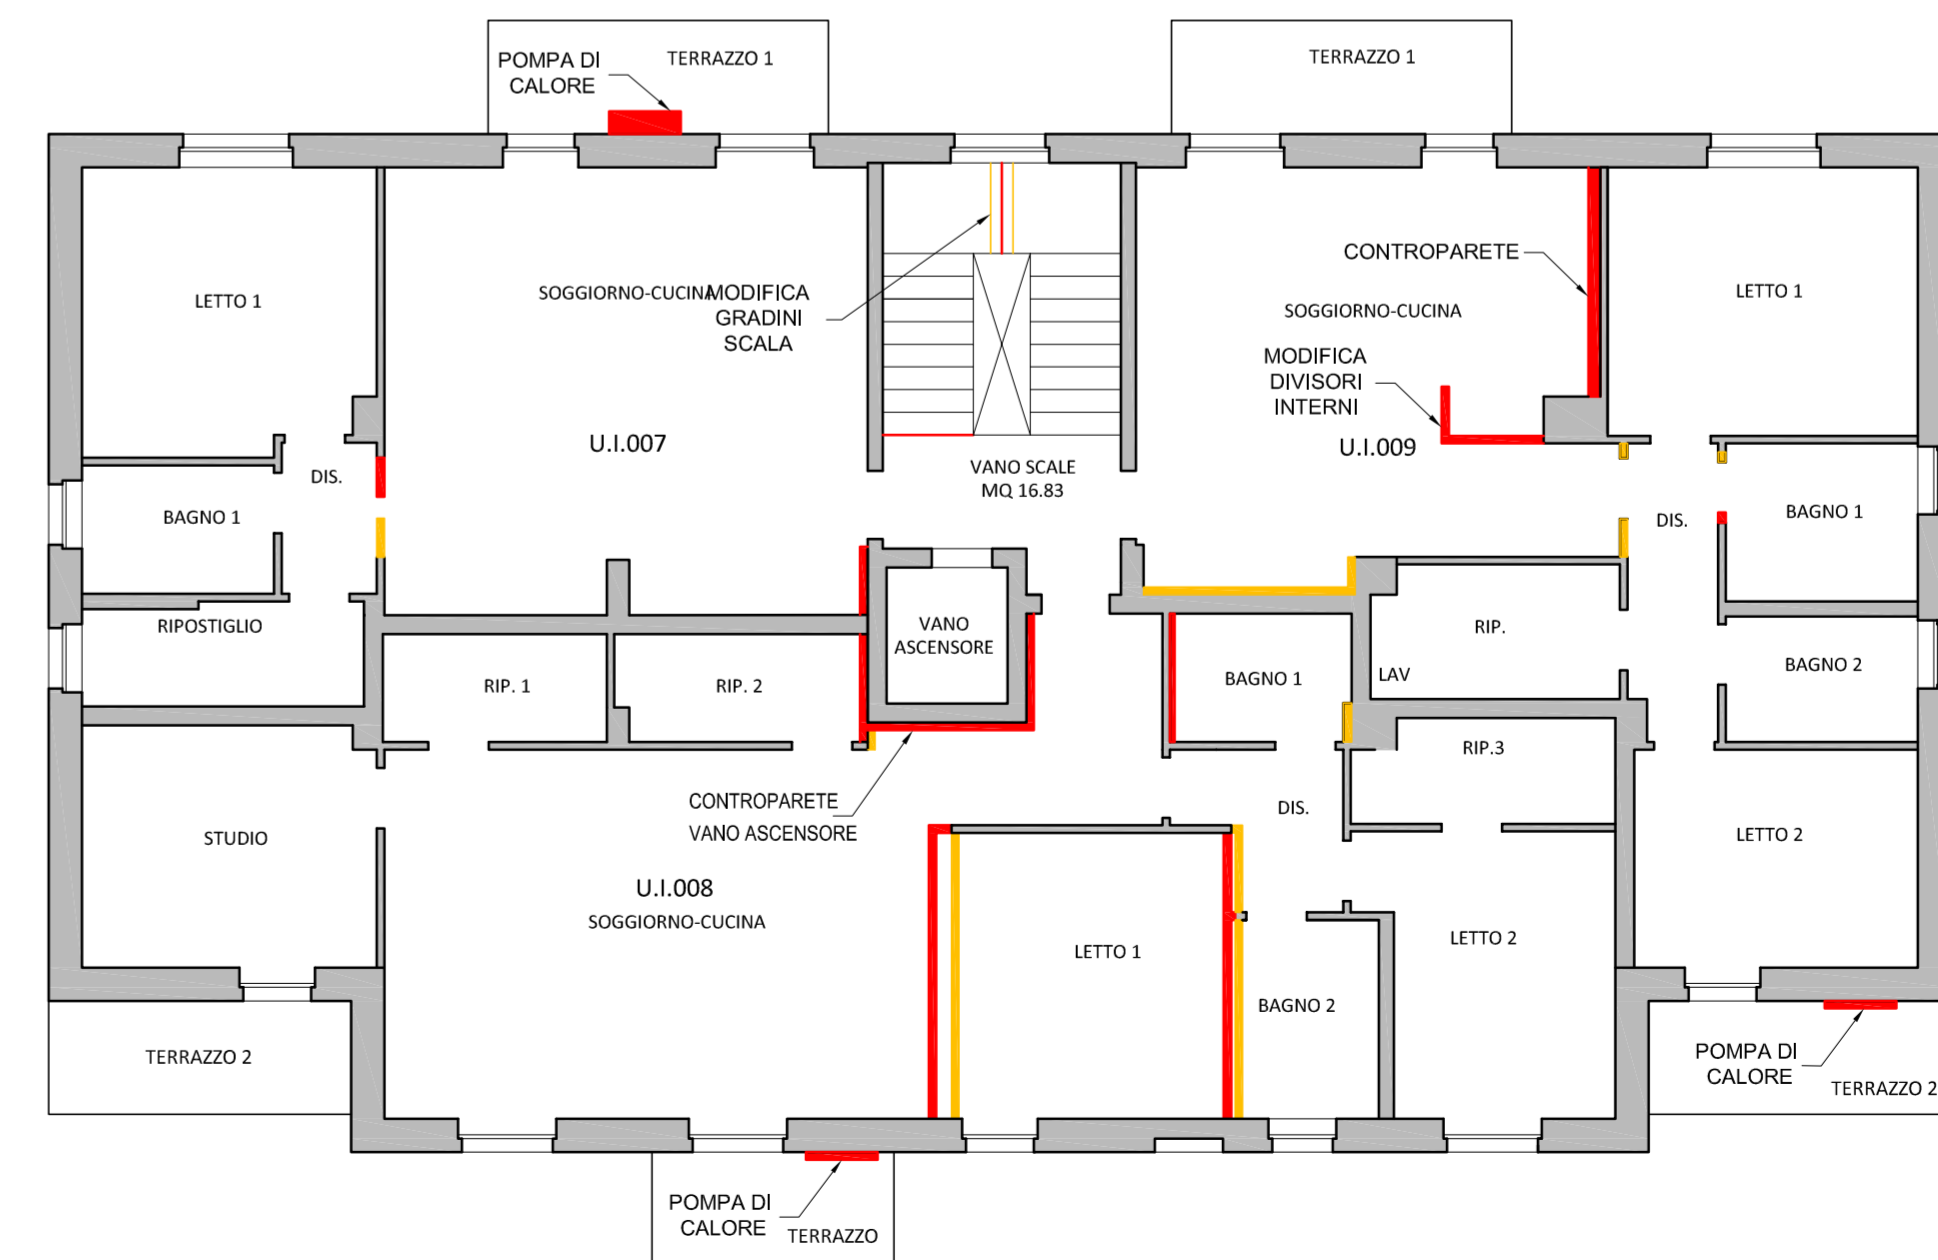 POMPA DI
CALORE
TERRAZZO 1
TERRAZZO 1
LETTO 1
SOGGIORNO-CUCINA
MODIFICA
GRADINI
SCALA
CONTROPARETE
SOGGIORNO-CUCINA
LETTO 1
MODIFICA
DIVISORI
INTERNI
U.I.007
U.I.009
DIS.
VANO SCALE
MQ 16.83
BAGNO 1
DIS.
BAGNO 1
RIPOSTIGLIO
VANO
ASCENSORE
RIP.
RIP. 1
RIP. 2
BAGNO 1
LAV
BAGNO 2
RIP.3
CONTROPARETE
VANO ASCENSORE
DIS.
STUDIO
LETTO 2
U.I.008
SOGGIORNO-CUCINA
LETTO 1
LETTO 2
BAGNO 2
TERRAZZO 2
POMPA DI
CALORE
TERRAZZO 2
POMPA DI
CALORE
TERRAZZO